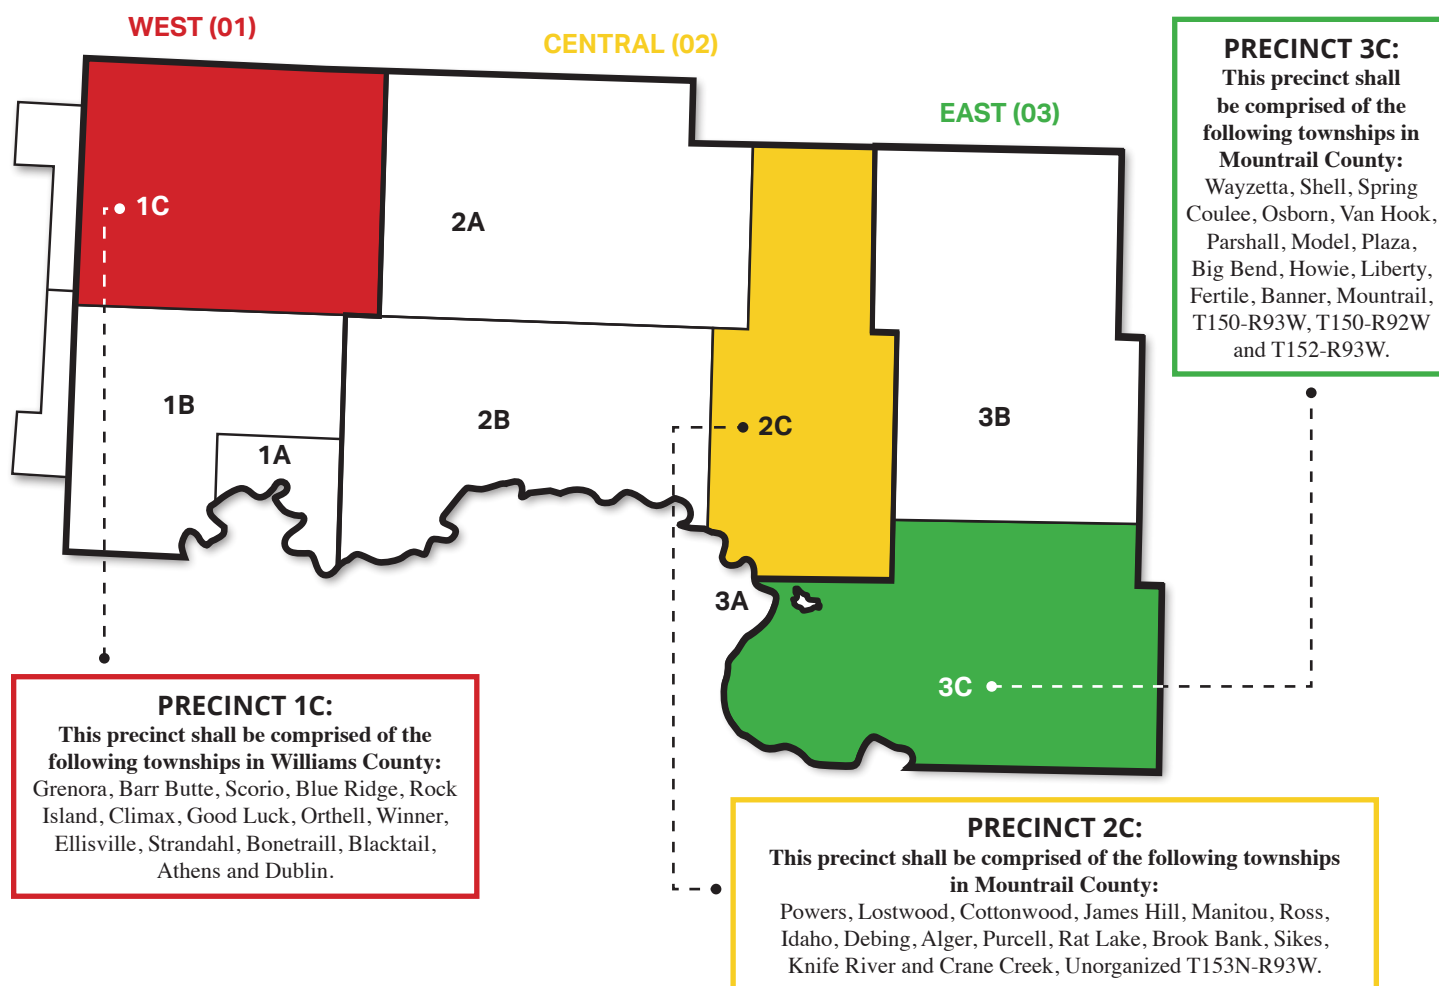 WEST (01)
CENTRAL (02)
EAST (03)
1C
2A
1B
1A
2B
2C
3B
3A
3C
PRECINCT 3C:
This precinct shall
be comprised of the
following townships in
Mountrail County:
Wayzetta, Shell, Spring
Coulee, Osborn, Van Hook,
Parshall, Model, Plaza,
Big Bend, Howie, Liberty,
Fertile, Banner, Mountrail,
T150-R93W, T150-R92W
and T152-R93W.
PRECINCT 1C:
This precinct shall be comprised of the
following townships in Williams County:
Grenora, Barr Butte, Scorio, Blue Ridge, Rock
Island, Climax, Good Luck, Orthell, Winner,
Ellisville, Strandahl, Bonetraill, Blacktail,
Athens and Dublin.
PRECINCT 2C:
This precinct shall be comprised of the following townships
in Mountrail County:
Powers, Lostwood, Cottonwood, James Hill, Manitou, Ross,
Idaho, Debing, Alger, Purcell, Rat Lake, Brook Bank, Sikes,
Knife River and Crane Creek, Unorganized T153N-R93W.